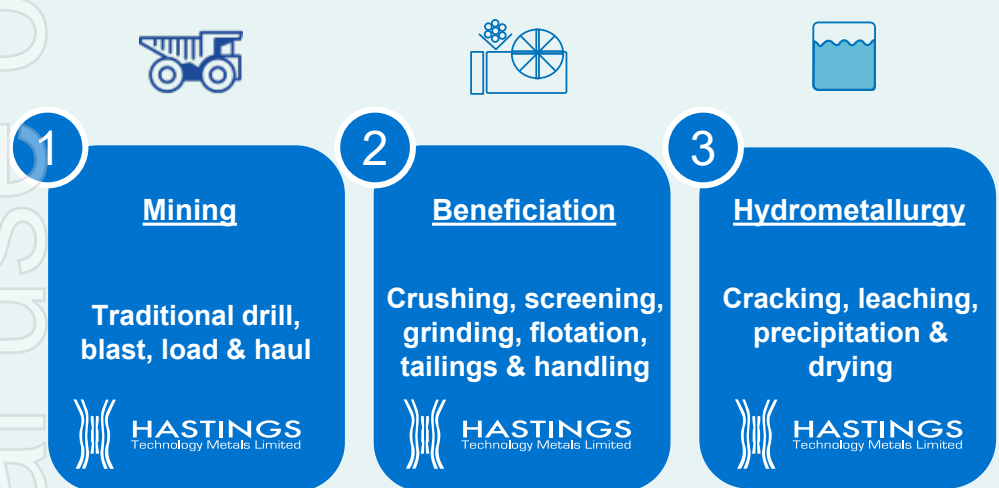 1
Mining
Traditional drill,
blast, load & haul
HASTINGS
Technology Metals Limited
2
Beneficiation
Crushing, screening,
grinding, flotation,
tailings & handling
HASTINGS
Technology Metals Limited
3
Hydrometallurgy
Cracking, leaching,
precipitation &
drying
HASTINGS
Technology Metals Limited